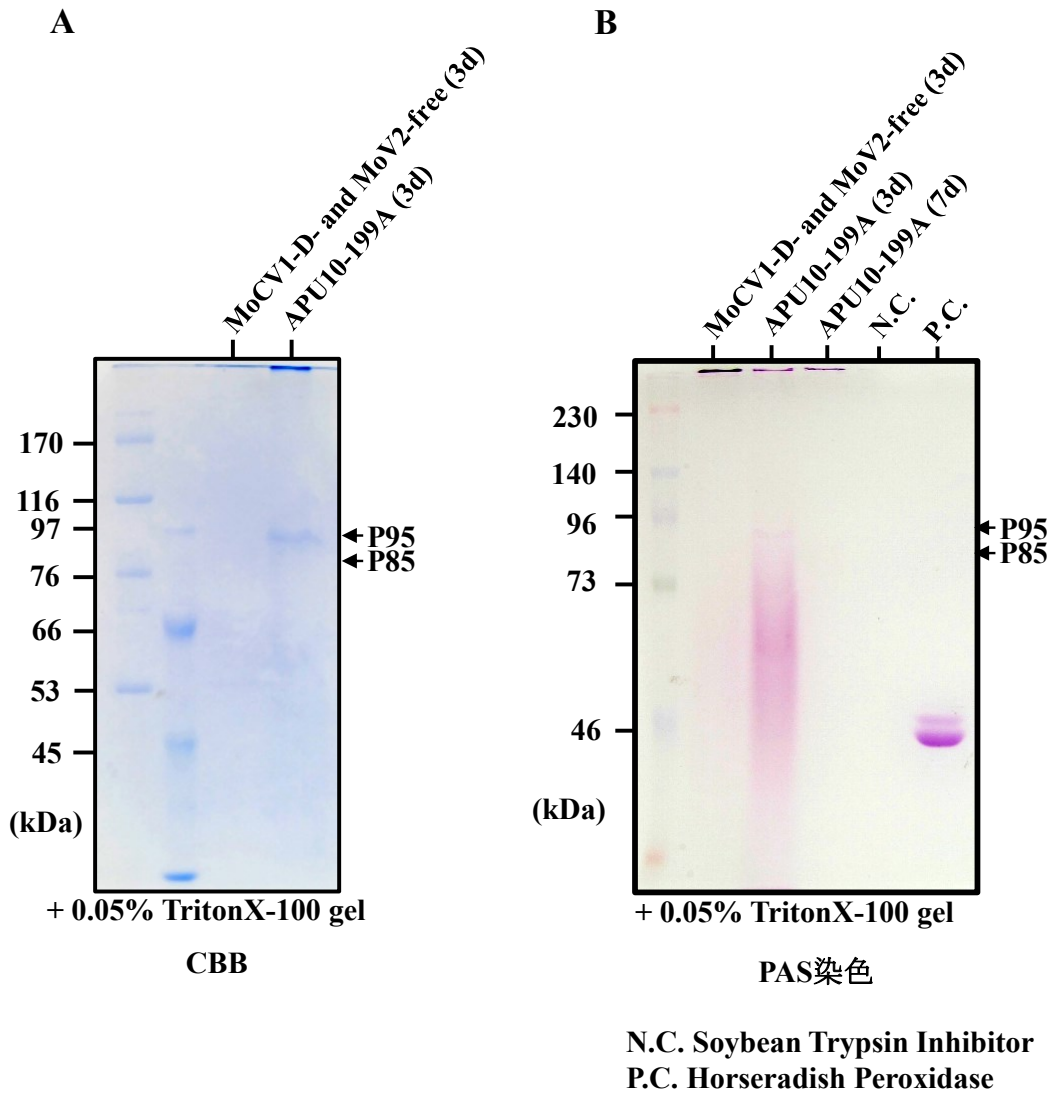 A
B
MoCV1-D- and MoV2-free (3d)
APU10-199A (3d)
MoCV1-D- and MoV2-free (3d)
APU10-199A (3d)
APU10-199A (7d)
N.C.
P.C.
170
116
97
76
66
53
45
(kDa)
P95
P85
230
140
96
73
46
(kDa)
P95
P85
+ 0.05% TritonX-100 gel
+ 0.05% TritonX-100 gel
CBB
PAS染色
N.C. Soybean Trypsin Inhibitor
P.C. Horseradish Peroxidase